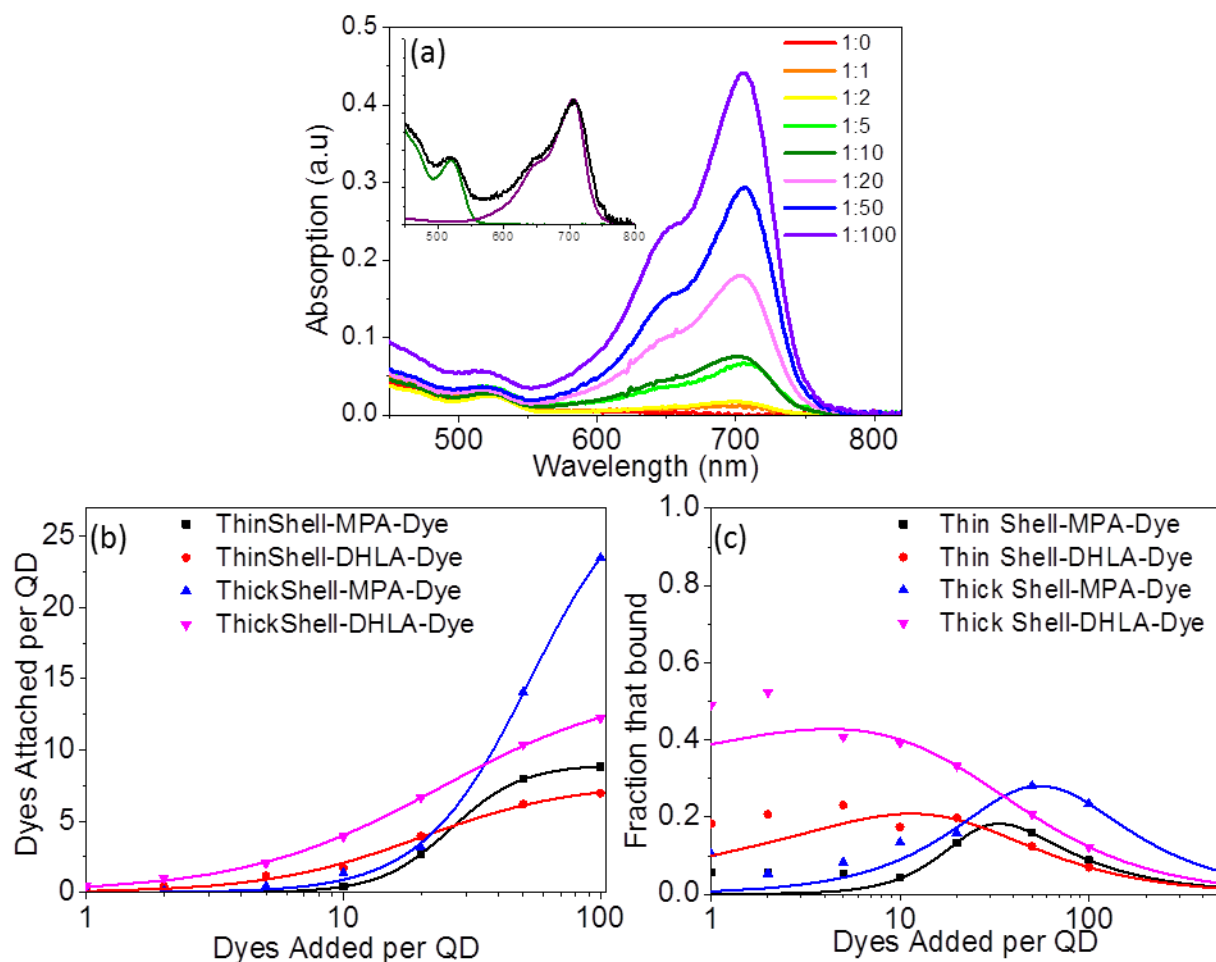 (a)
0.5
0.4
0.3
0.2
0.1
0.0
Absorption (a.u)
500 600 700 800
Wavelength (nm)
500 600 700 800
1:0
1:1
1:2
1:5
1:10
1:20
1:50
1:100
(b)
ThinShell-MPA-Dye
ThinShell-DHLA-Dye
ThickShell-MPA-Dye
ThickShell-DHLA-Dye
25
20
15
10
5
0
Dyes Attached per QD
1 10 100
Dyes Added per QD
(c)
Thin Shell-MPA-Dye
Thin Shell-DHLA-Dye
Thick Shell-MPA-Dye
Thick Shell-DHLA-Dye
1.0
0.8
0.6
0.4
0.2
0.0
Fraction that bound
1 10 100
Dyes Added per QD